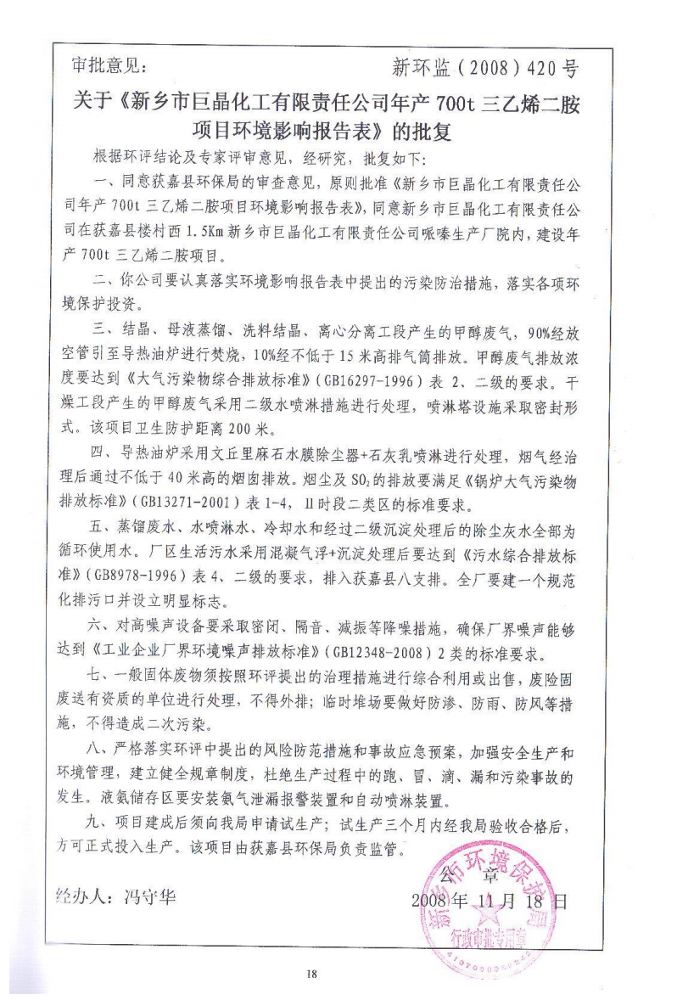 审批意见： 新环监（2008）420号
关于《新乡市巨晶化工有限责任公司年产700t三乙烯二胺
项目环境影响报告表》的批复
根据环评结论及专家评审意见，经研究，批复如下：
一、同意获嘉县环保局的审查意见，原则批准《新乡市巨晶化工有限责任公
司年产700t三乙烯二胺项目环境影响报告表》，同意新乡市巨晶化工有限责任公
司在获嘉县楼村西1.5Km新乡市巨晶化工有限责任公司哌嗪生产厂院内，建设年
产700t三乙烯二胺项目。
二、你公司要认真落实环境影响报告表中提出的污染防治措施，落实各项环
境保护投资。
三、结晶、母液蒸馏、洗料结晶、离心分离工段产生的甲醇废气，90%经放
空管引至导热油炉进行焚烧，10%经不低于15米高排气筒排放。甲醇废气排放浓
度要达到《大气污染物综合排放标准》（GB16297-1996）表2、二级的要求。干
燥工段产生的甲醇废气采用二级水喷淋措施进行处理，喷淋塔设施采取密封形
式。该项目卫生防护距离200米。
四、导热油炉采用文丘里麻石水膜除尘器+石灰乳喷淋进行处理，烟气经治
理后通过不低于40米高的烟囱排放。烟尘及SO₂的排放要满足《锅炉大气污染物
排放标准》（GB13271-2001）表1-4，Ⅱ时段二类区的标准要求。
五、蒸馏废水、水喷淋水、冷却水和经过二级沉淀处理后的除尘灰水全部为
循环使用水。厂区生活污水采用混凝气浮+沉淀处理后要达到《污水综合排放标
准》（GB8978-1996）表4、二级的要求，排入获嘉县八支排。全厂要建一个规范
化排污口并设立明显标志。
六、对高噪声设备要采取密闭、隔音、减振等降噪措施，确保厂界噪声能够
达到《工业企业厂界环境噪声排放标准》（GB12348-2008）2类的标准要求。
七、一般固体废物须按照环评提出的治理措施进行综合利用或出售，废险固
废送有资质的单位进行处理，不得外排；临时堆场要做好防渗、防雨、防风等措
施，不得造成二次污染。
八、严格落实环评中提出的风险防范措施和事故应急预案，加强安全生产和
环境管理，建立健全规章制度，杜绝生产过程中的跑、冒、滴、漏和污染事故的
发生。液氨储存区要安装氨气泄漏报警装置和自动喷淋装置。
九、项目建成后须向我局申请试生产；试生产三个月内经我局验收合格后，
方可正式投入生产。该项目由获嘉县环保局负责监管。
公 章
经办人：冯守华 2008年11月18日
新乡市环境保护局
行政审批专用章
18